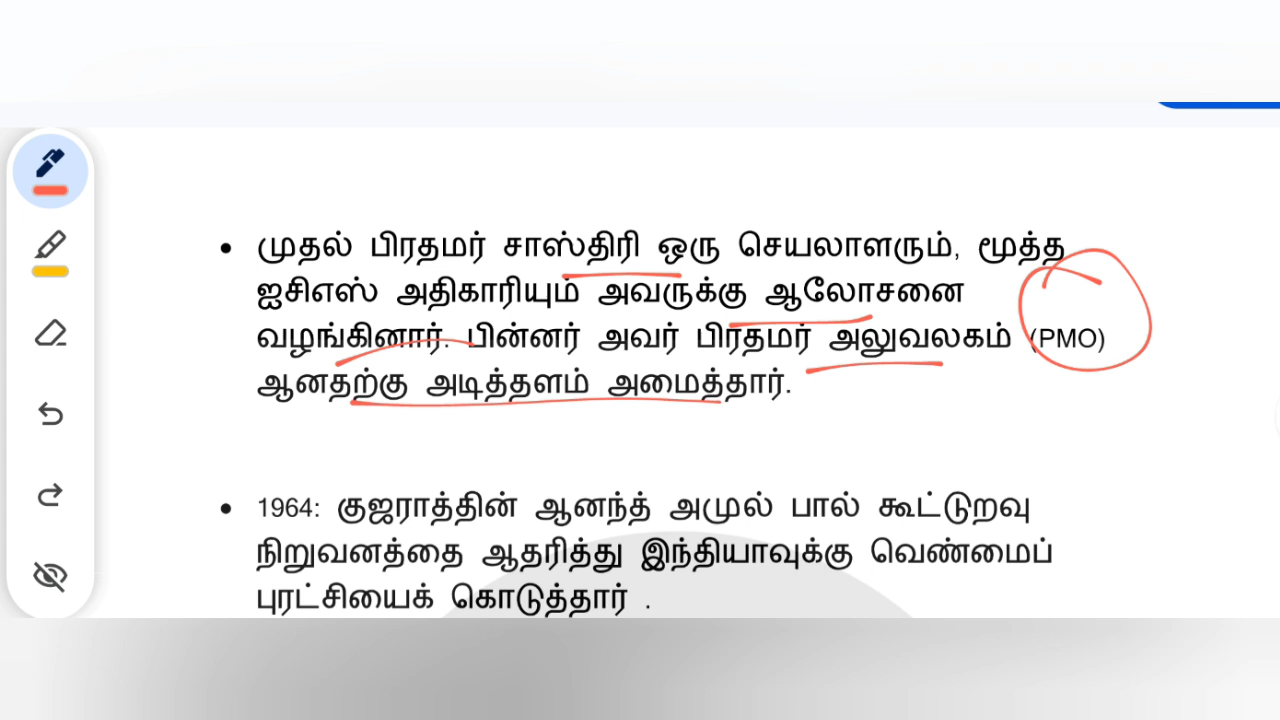 • முதல் பிரதமர் சாஸ்திரி ஒரு செயலாளரும், மூத்த
ஐசிஎஸ் அதிகாரியும் அவருக்கு ஆலோசனை
வழங்கினார். பின்னர் அவர் பிரதமர் அலுவலகம் (PMO)
ஆனதற்கு அடித்தளம் அமைத்தார்.
• 1964: குஜராத்தின் ஆனந்த் அமுல் பால் கூட்டுறவு
நிறுவனத்தை ஆதரித்து இந்தியாவுக்கு வெண்மைப்
புரட்சியைக் கொடுத்தார் .